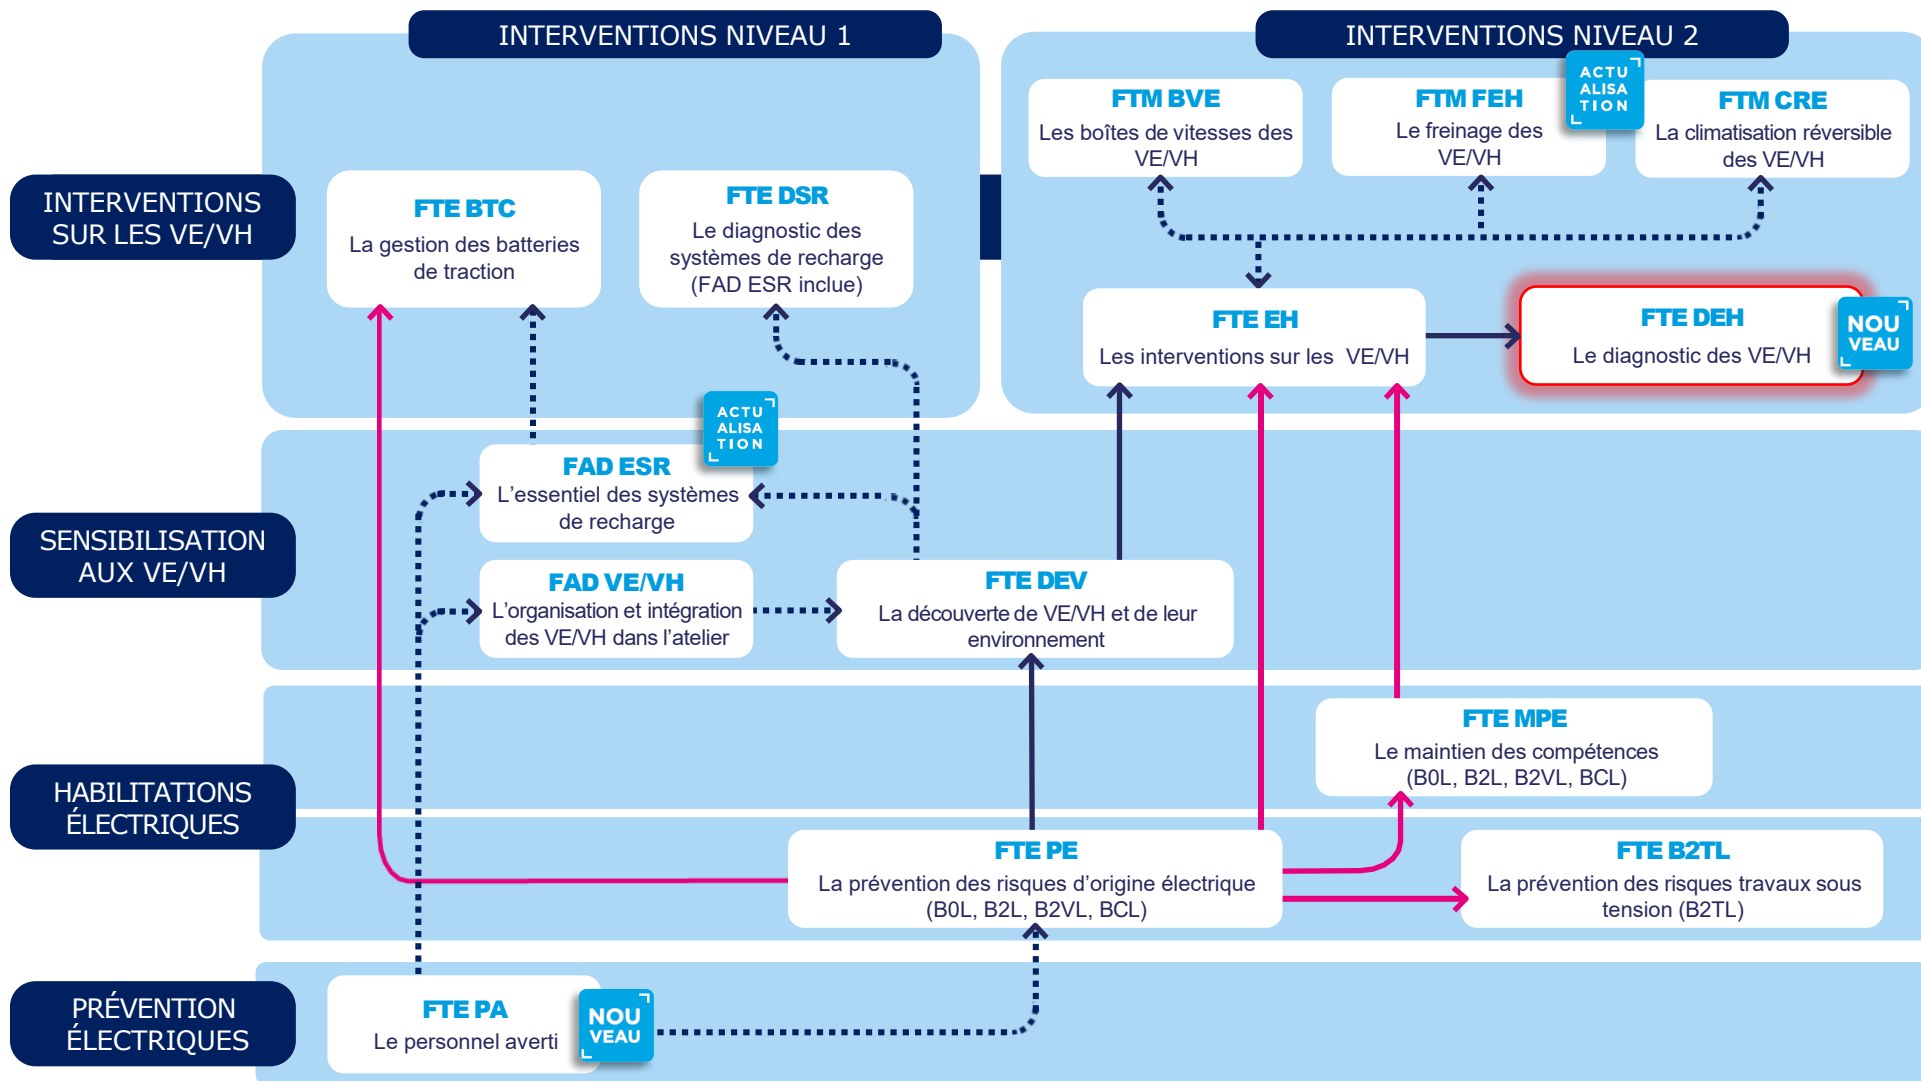 INTERVENTIONS NIVEAU 1
INTERVENTIONS NIVEAU 2
INTERVENTIONS
SUR LES VE/VH
FTE BTC
La gestion des batteries
de traction
FTE DSR
Le diagnostic des
systèmes de recharge
(FAD ESR inclue)
FTM BVE
Les boîtes de vitesses des
VE/VH
FTM FEH
Le freinage des
VE/VH
ACTU
ALISA
TION
FTM CRE
La climatisation réversible
des VE/VH
FTE EH
Les interventions sur les VE/VH
FTE DEH
Le diagnostic des VE/VH
NOU
VEAU
SENSIBILISATION
AUX VE/VH
ACTU
ALISA
TION
FAD ESR
L'essentiel des systèmes
de recharge
FAD VE/VH
L'organisation et intégration
des VE/VH dans l'atelier
FTE DEV
La découverte de VE/VH et de leur
environnement
HABILITATIONS
ÉLECTRIQUES
FTE MPE
Le maintien des compétences
(B0L, B2L, B2VL, BCL)
FTE PE
La prévention des risques d'origine électrique
(B0L, B2L, B2VL, BCL)
FTE B2TL
La prévention des risques travaux sous
tension (B2TL)
PRÉVENTION
ÉLECTRIQUES
FTE PA
Le personnel averti
NOU
VEAU